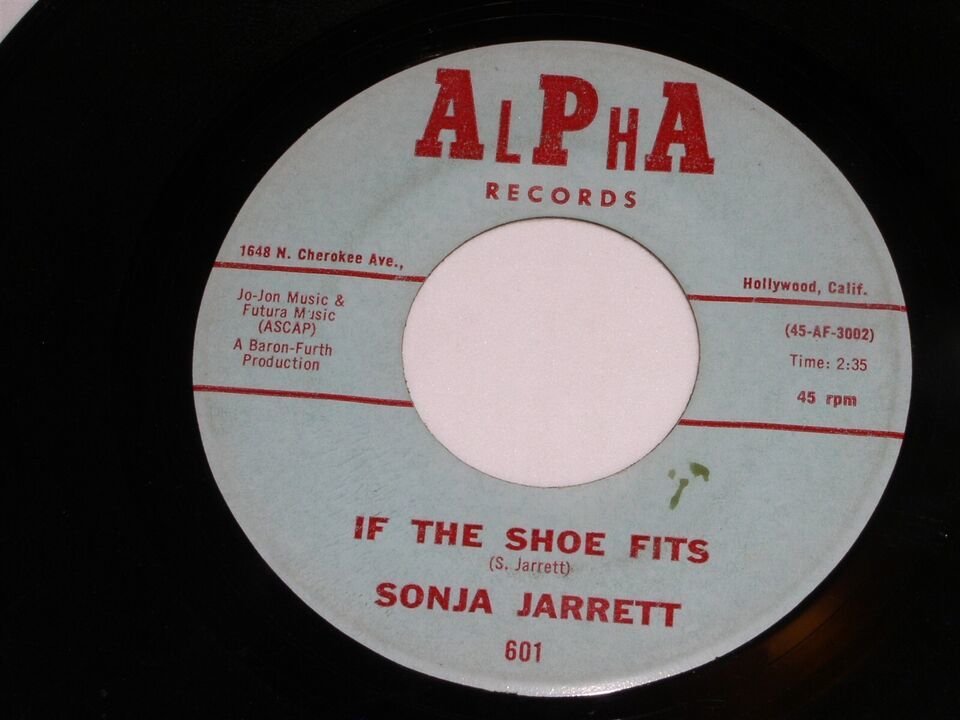 ALPHA
RECORDS
1648 N. Cherokee Ave.,
Hollywood, Calif.
Jo-Jon Music &
Futura Music
(ASCAP)
A Baron-Furth
Production
(45-AF-3002)
Time: 2:35
45 rpm
IF THE SHOE FITS
(S. Jarrett)
SONJA JARRETT
601